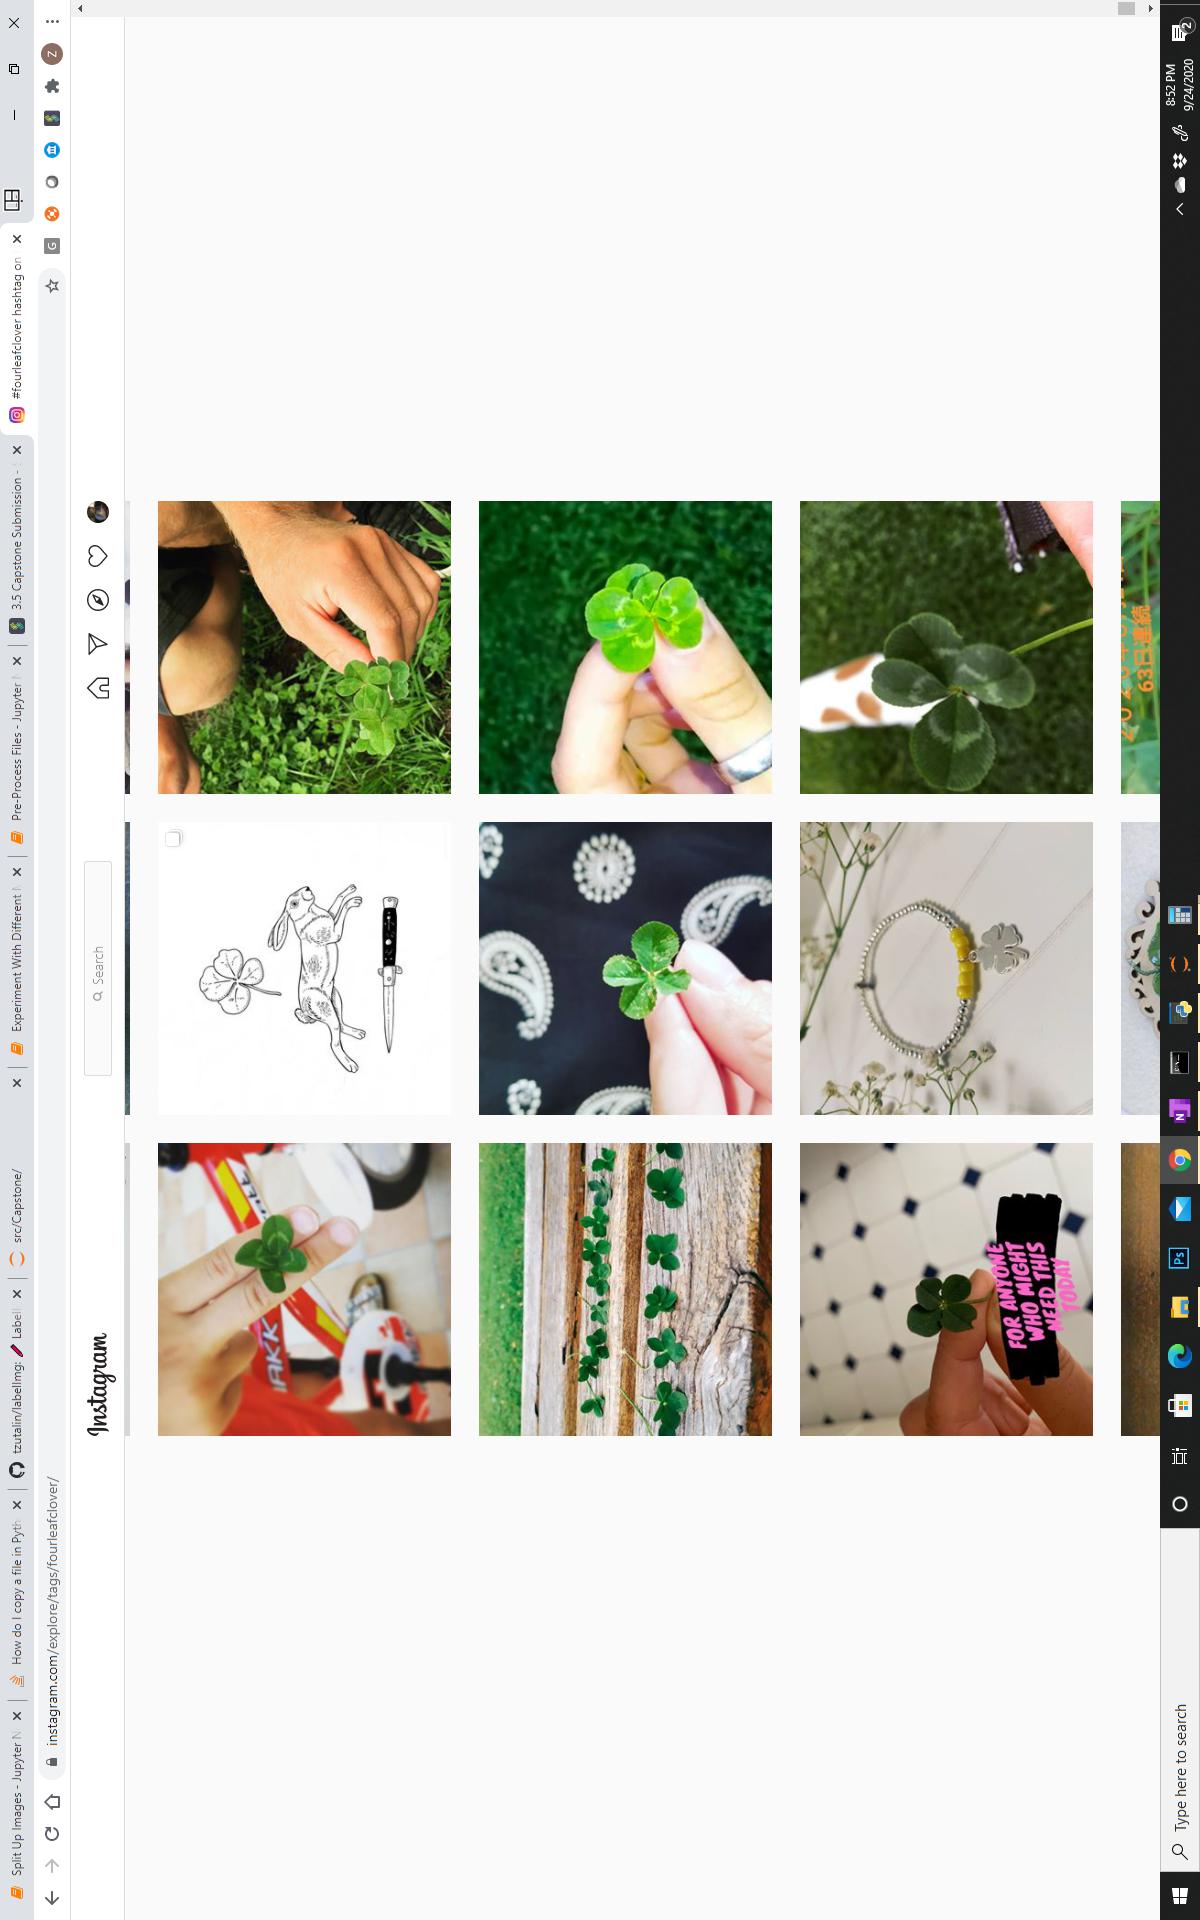 Split Up Images - Jupyter N
How do I copy a file in Pyth
tzutalin/labelImg: Labell
src/Capstone/
Experiment With Different N
Pre-Process Files - Jupyter N
3.5 Capstone Submission -
#fourleafclover hashtag on
instagram.com/explore/tags/fourleafclover/
G
Z
Instagram
Search
FOR ANYONE
WHO MIGHT
NEED THIS
TODAY
63日連続
Type here to search
Ps
N
8:52 PM
9/24/2020
2